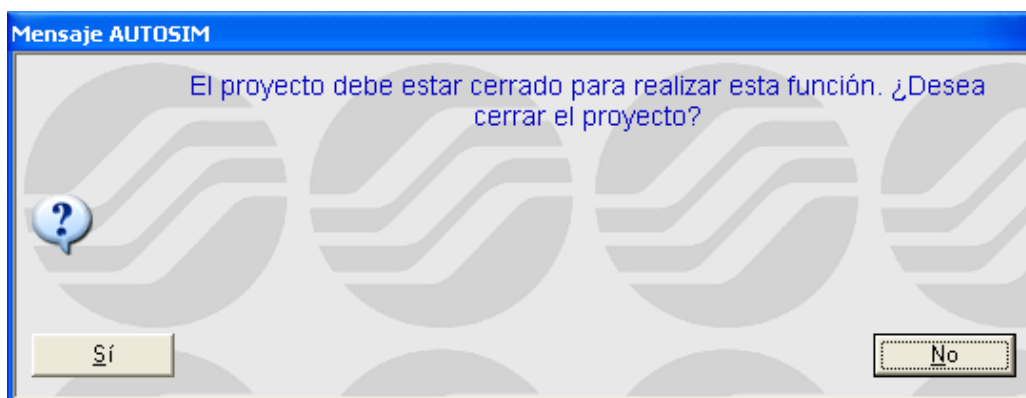 Mensaje AUTOSIM
El proyecto debe estar cerrado para realizar esta función. ¿Desea
cerrar el proyecto?
?
Sí
No